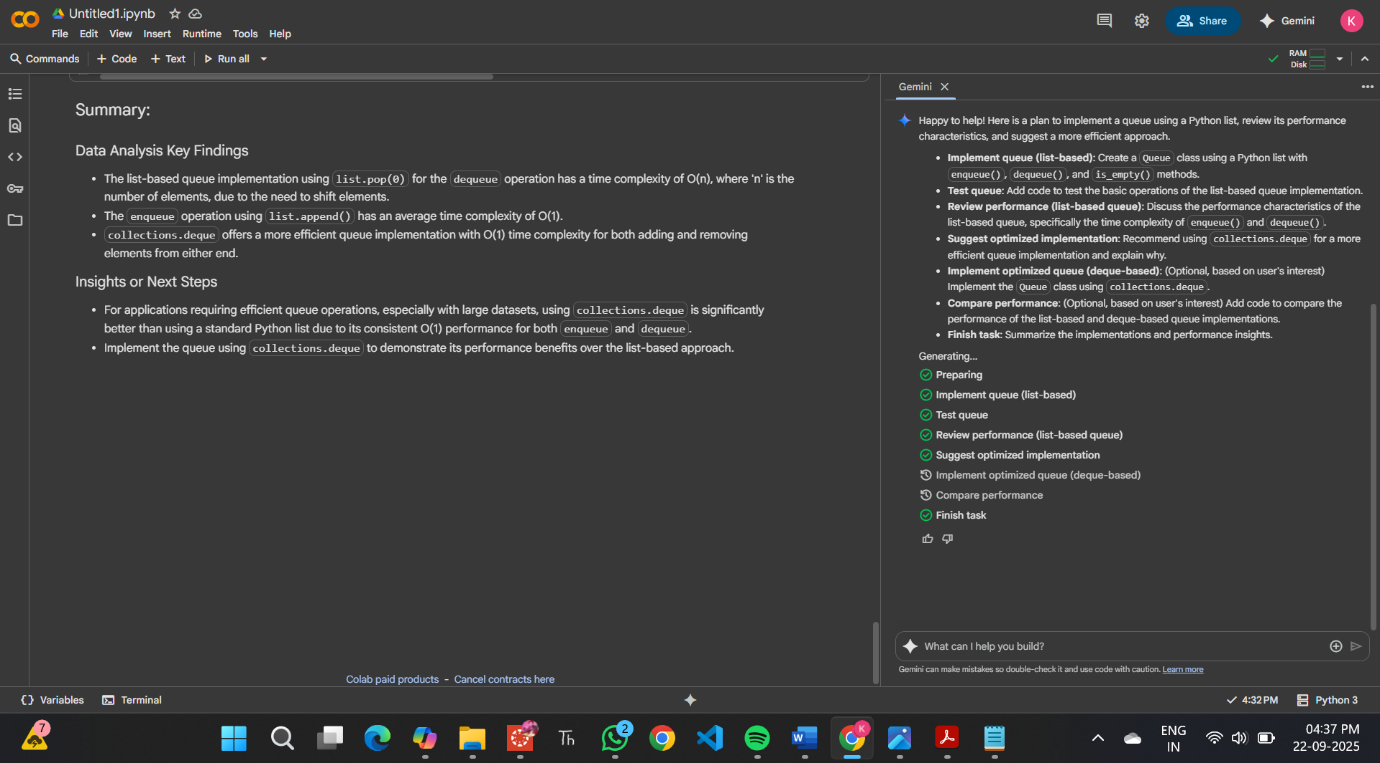 Untitled1.ipynb
File Edit View Insert Runtime Tools Help
Share
Gemini
K
Commands + Code + Text Run all
RAM
Disk
Summary:
Data Analysis Key Findings
• The list-based queue implementation using list.pop(0) for the dequeue operation has a time complexity of O(n), where 'n' is the
number of elements, due to the need to shift elements.
• The enqueue operation using list.append() has an average time complexity of O(1).
• collections.deque offers a more efficient queue implementation with O(1) time complexity for both adding and removing
elements from either end.
Insights or Next Steps
• For applications requiring efficient queue operations, especially with large datasets, using collections.deque is significantly
better than using a standard Python list due to its consistent O(1) performance for both enqueue and dequeue.
• Implement the queue using collections.deque to demonstrate its performance benefits over the list-based approach.
Colab paid products - Cancel contracts here
Gemini
Happy to help! Here is a plan to implement a queue using a Python list, review its performance
characteristics, and suggest a more efficient approach.
• Implement queue (list-based): Create a Queue class using a Python list with
enqueue(), dequeue(), and is_empty() methods.
• Test queue: Add code to test the basic operations of the list-based queue implementation.
• Review performance (list-based queue): Discuss the performance characteristics of the
list-based queue, specifically the time complexity of enqueue() and dequeue().
• Suggest optimized implementation: Recommend using collections.deque for a more
efficient queue implementation and explain why.
• Implement optimized queue (deque-based): (Optional, based on user's interest)
Implement the Queue class using collections.deque.
• Compare performance: (Optional, based on user's interest) Add code to compare the
performance of the list-based and deque-based queue implementations.
• Finish task: Summarize the implementations and performance insights.
Generating...
Preparing
Implement queue (list-based)
Test queue
Review performance (list-based queue)
Suggest optimized implementation
Implement optimized queue (deque-based)
Compare performance
Finish task
What can I help you build?
Gemini can make mistakes so double-check it and use code with caution. Learn more
Variables Terminal
4:32 PM Python 3
7
Th
2
K
ENG
IN
04:37 PM
22-09-2025